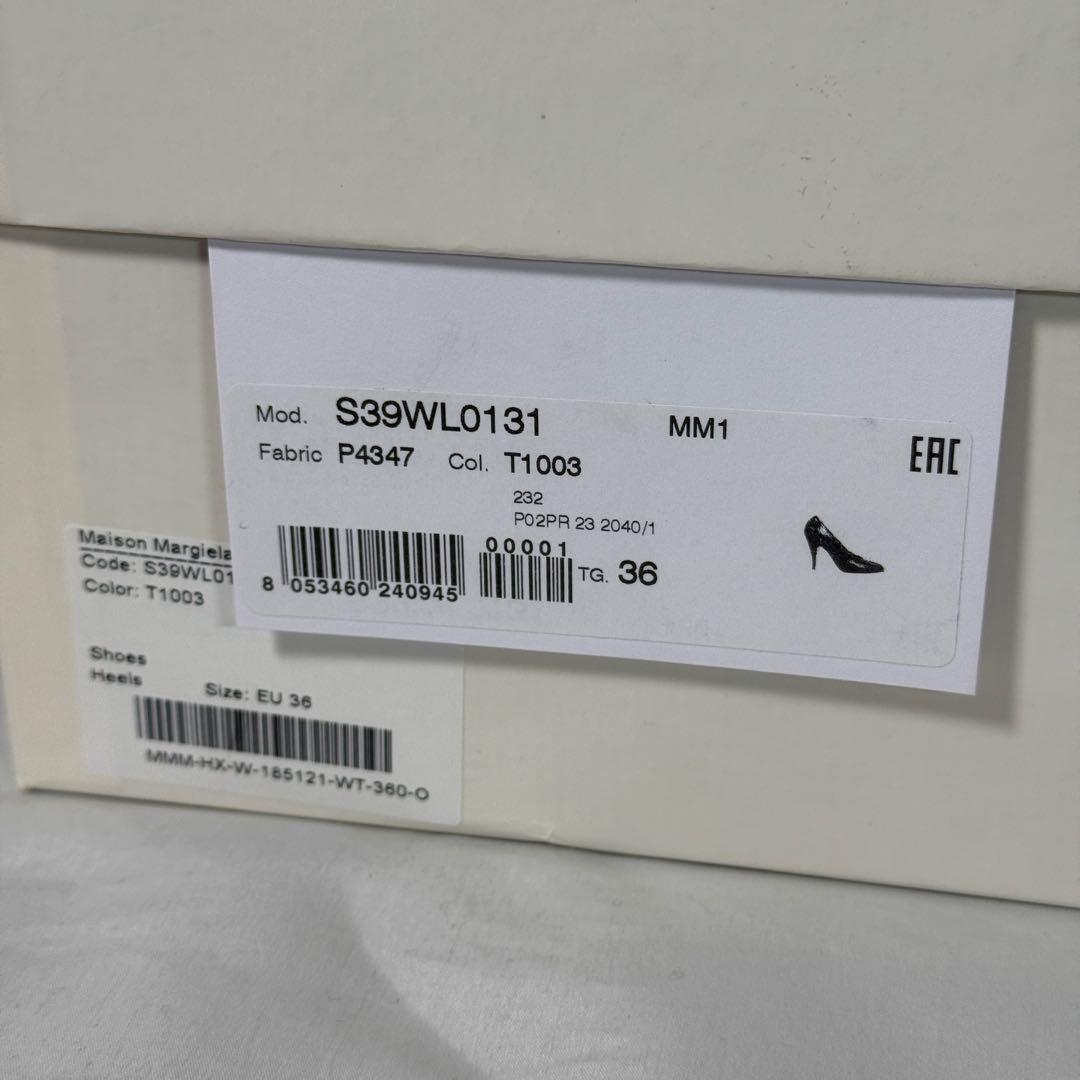 Mod. S39WL0131 MM1
Fabric P4347 Col. T1003
EAC
232
P02PR 23 2040/1
00001
8 053460 240945
TG. 36
Maison Margiela
Code: S39WL01
Color: T1003
Shoes
Heels
Size: EU 36
MMM-HX-W-185121-WT-360-O